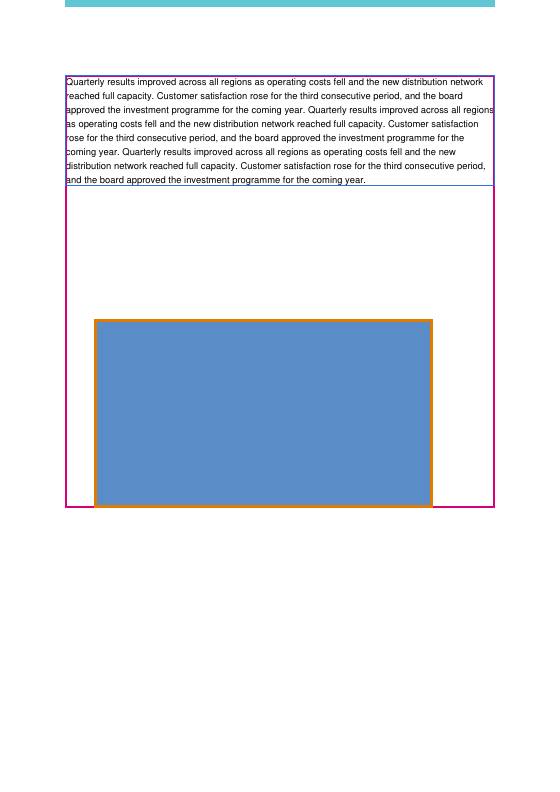 Quarterly results improved across all regions as operating costs fell and the new distribution network
reached full capacity. Customer satisfaction rose for the third consecutive period, and the board
approved the investment programme for the coming year. Quarterly results improved across all regions
as operating costs fell and the new distribution network reached full capacity. Customer satisfaction
rose for the third consecutive period, and the board approved the investment programme for the
coming year. Quarterly results improved across all regions as operating costs fell and the new
distribution network reached full capacity. Customer satisfaction rose for the third consecutive period,
and the board approved the investment programme for the coming year.